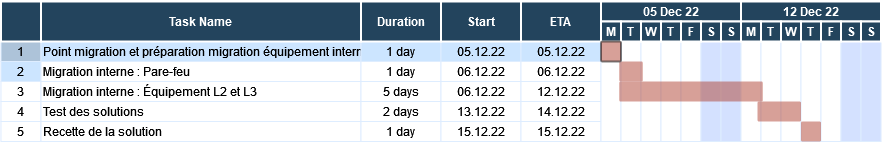 Task Name Duration Start ETA 05 Dec 22 12 Dec 22
M T W T F S S M T W T F S S
1 Point migration et préparation migration équipement interr 1 day 05.12.22 05.12.22
2 Migration interne : Pare-feu 1 day 06.12.22 06.12.22
3 Migration interne : Équipement L2 et L3 5 days 06.12.22 12.12.22
4 Test des solutions 2 days 13.12.22 14.12.22
5 Recette de la solution 1 day 15.12.22 15.12.22